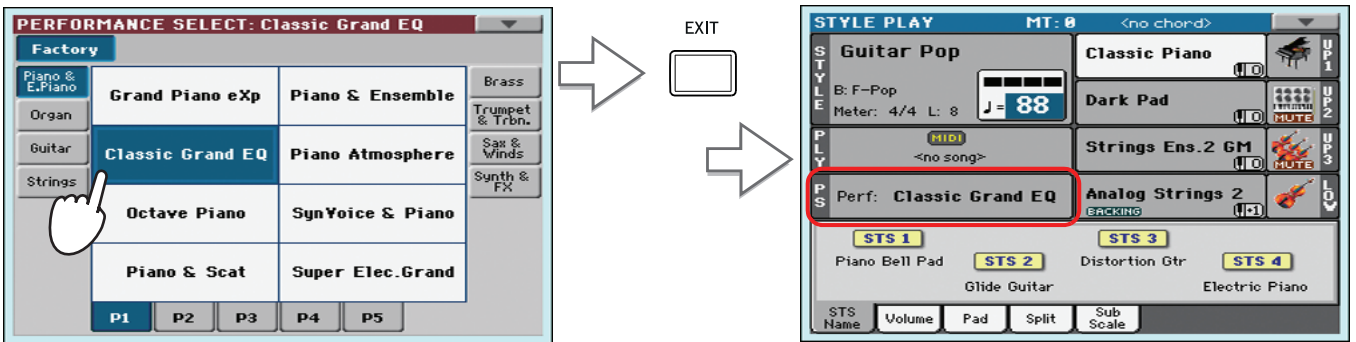 PERFORMANCE SELECT: Classic Grand EQ
Factory
Piano &
E.Piano
Organ
Guitar
Strings
Grand Piano eXp
Piano & Ensemble
Classic Grand EQ
Piano Atmosphere
Octave Piano
SynVoice & Piano
Piano & Scat
Super Elec.Grand
Brass
Trumpet
& Trbn.
Sax &
Winds
Synth &
FX
P1 P2 P3 P4 P5
EXIT
STYLE PLAY MT: 0 <no chord>
STYLE
Guitar Pop
B: F-Pop
Meter: 4/4 L: 8
♩= 88
PLY
MIDI
<no song>
PS
Perf: Classic Grand EQ
Classic Piano
0
UP1
Dark Pad
0
MUTE
UP2
Strings Ens.2 GM
0
MUTE
UP3
Analog Strings 2
BACKING
+1
LOW
STS 1
Piano Bell Pad
STS 2
Glide Guitar
STS 3
Distortion Gtr
STS 4
Electric Piano
STS
Name
Volume
Pad
Split
Sub
Scale